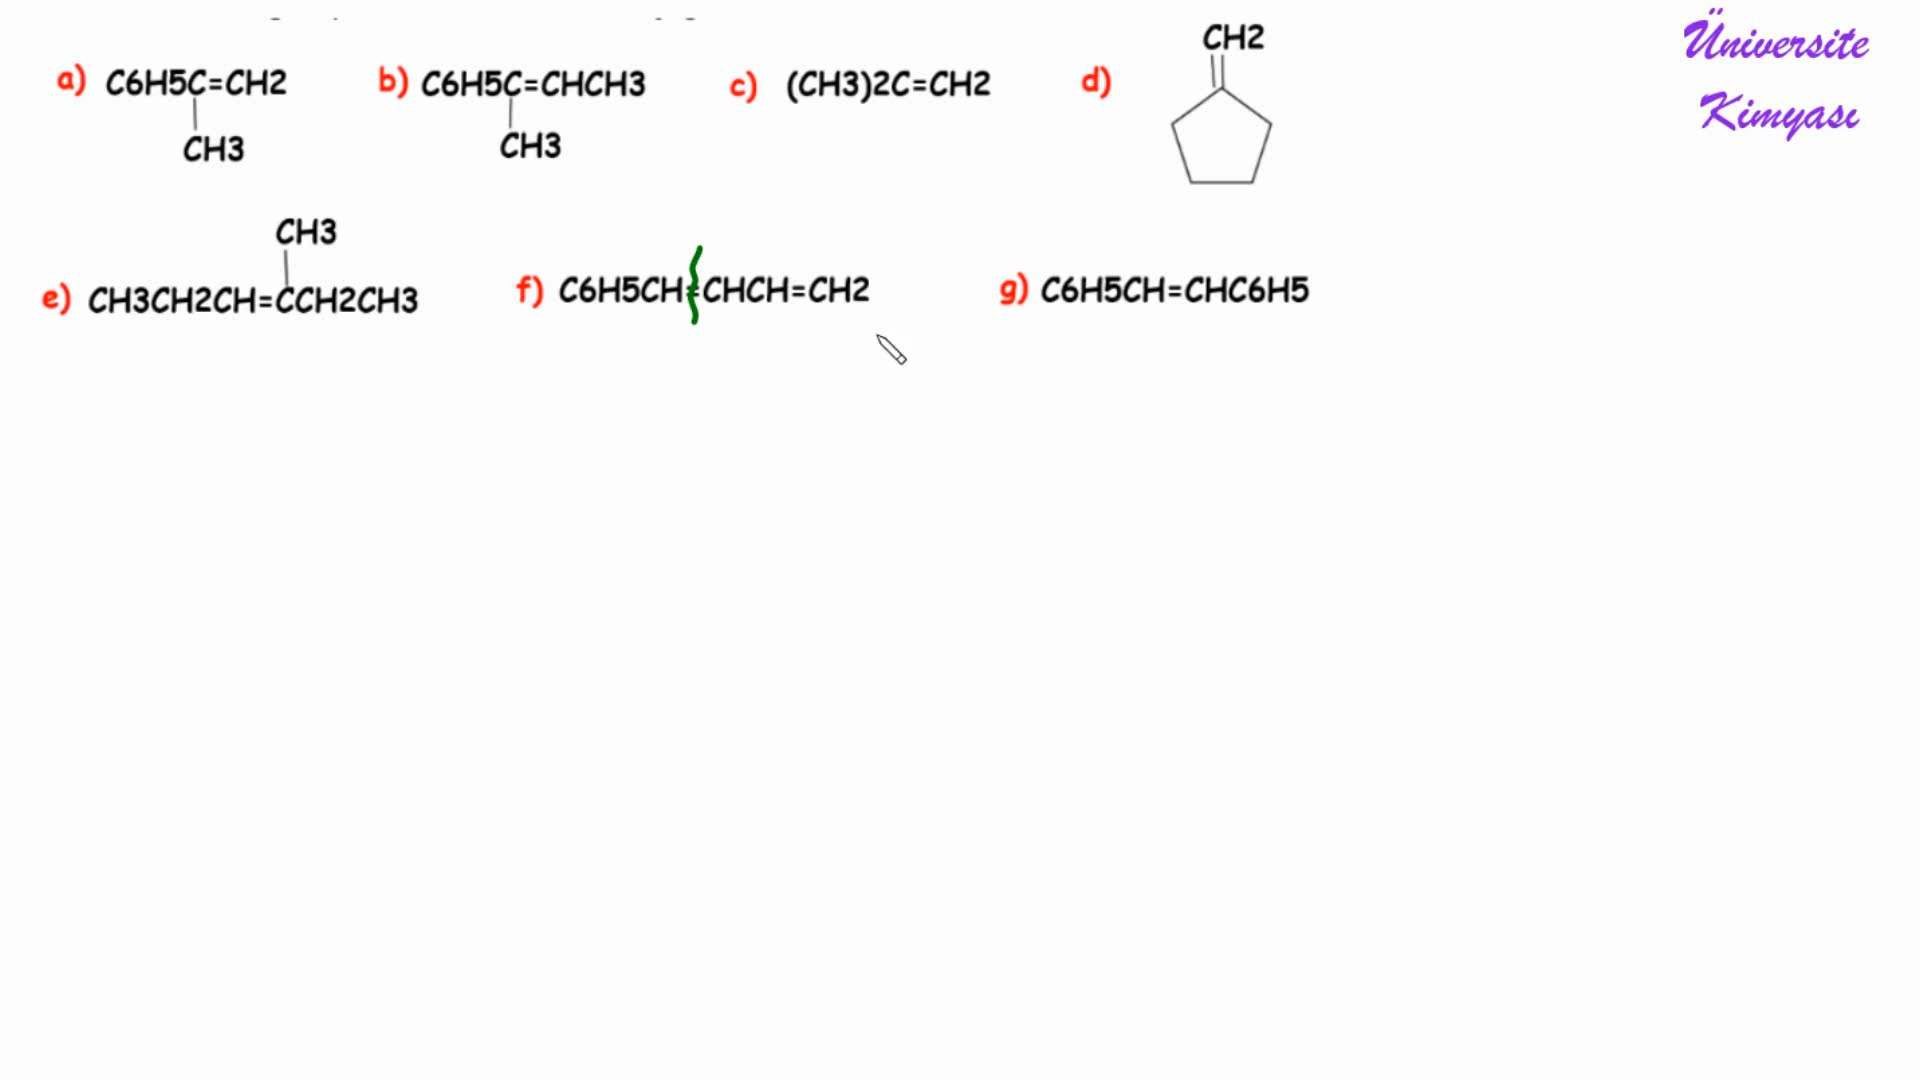 a) C6H5C=CH2
CH3
b) C6H5C=CHCH3
CH3
c) (CH3)2C=CH2
d)
CH2
Üniversite
Kimyası
CH3
e) CH3CH2CH=CCH2CH3
f) C6H5CH=CHCH=CH2
g) C6H5CH=CHC6H5